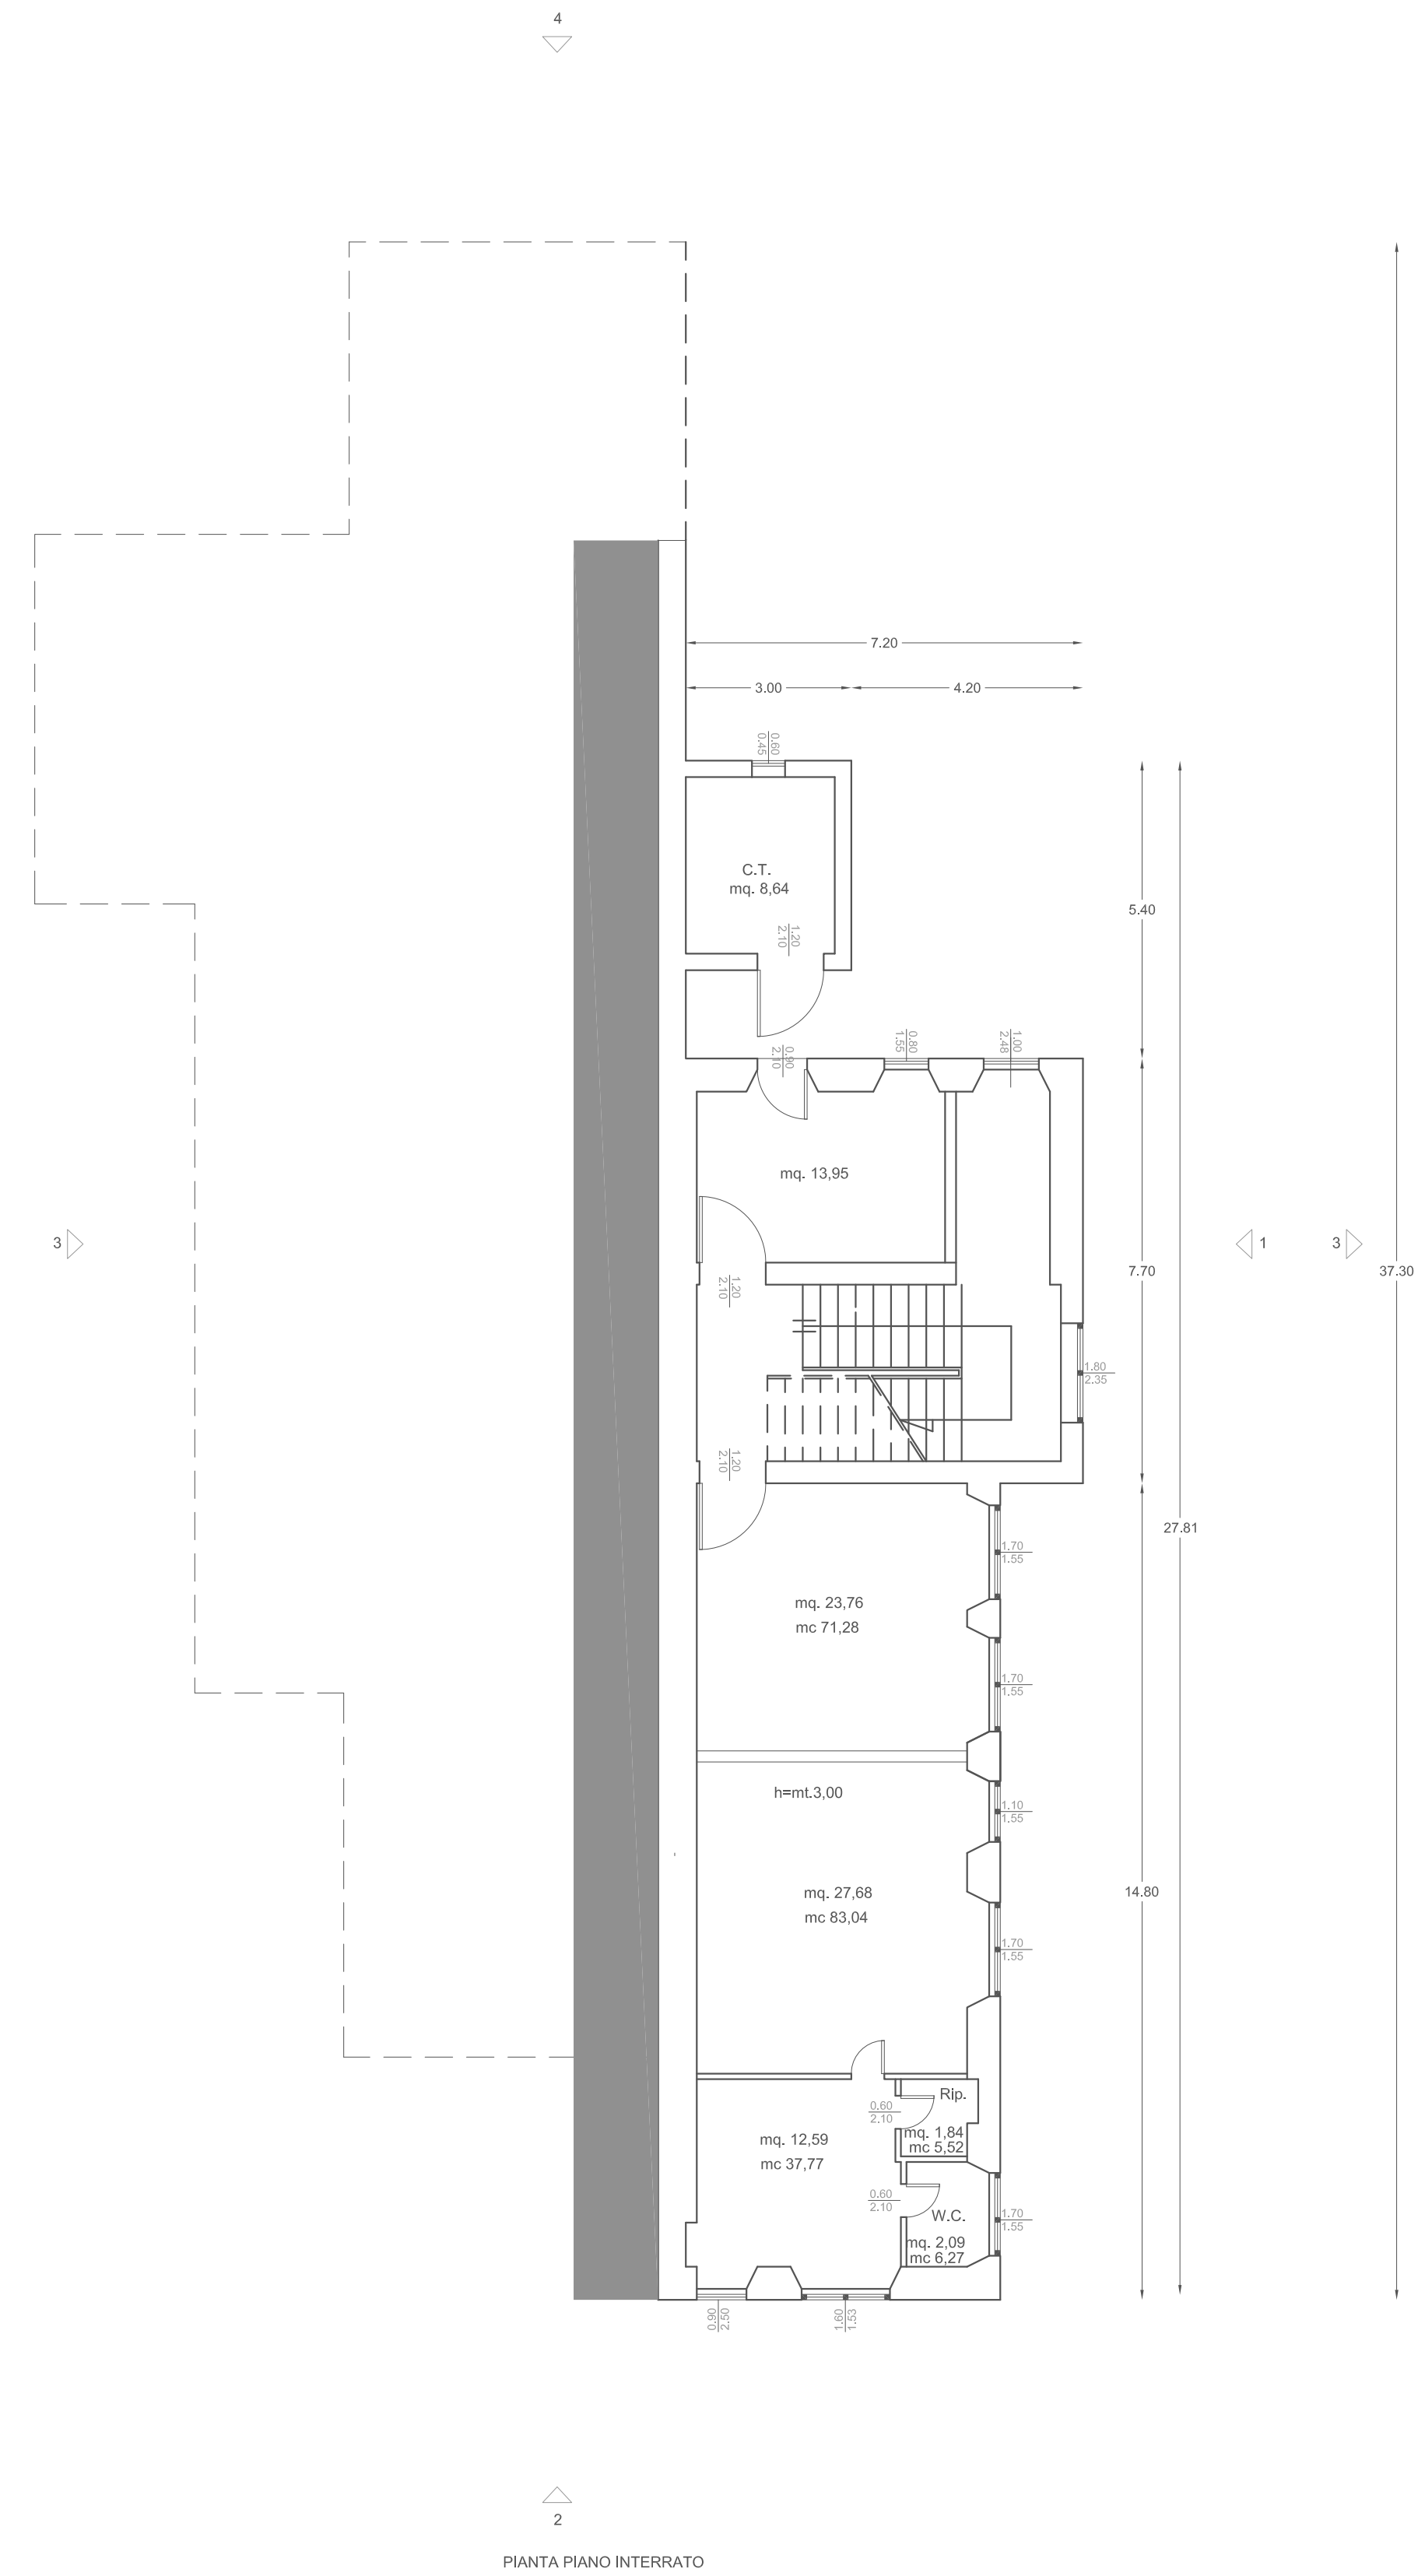 4
7.20
3.00
4.20
0.60
0.45
C.T.
mq. 8,64
5.40
1.20
2.10
0.90
2.10
0.80
1.55
1.00
2.48
mq. 13,95
3
1
3
7.70
37.30
1.20
2.10
1.80
2.35
1.20
2.10
27.81
1.70
1.55
mq. 23,76
mc 71,28
1.70
1.55
h=mt.3,00
1.10
1.55
mq. 27,68
mc 83,04
14.80
1.70
1.55
Rip.
0.60
2.10
mq. 1,84
mc 5,52
mq. 12,59
mc 37,77
0.60
2.10
W.C.
1.70
1.55
mq. 2,09
mc 6,27
0.90
2.50
1.60
1.53
2
PIANTA PIANO INTERRATO